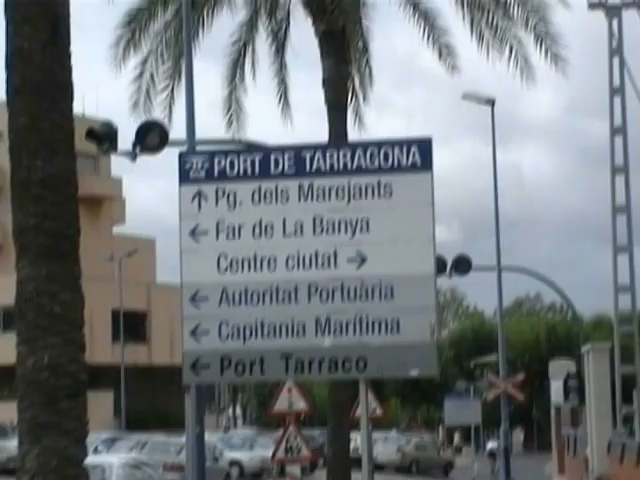 PORT DE TARRAGONA
Pg. dels Marejants
Far de La Banya
Centre ciutat
Autoritat Portuària
Capitania Marítima
Port Tarraco